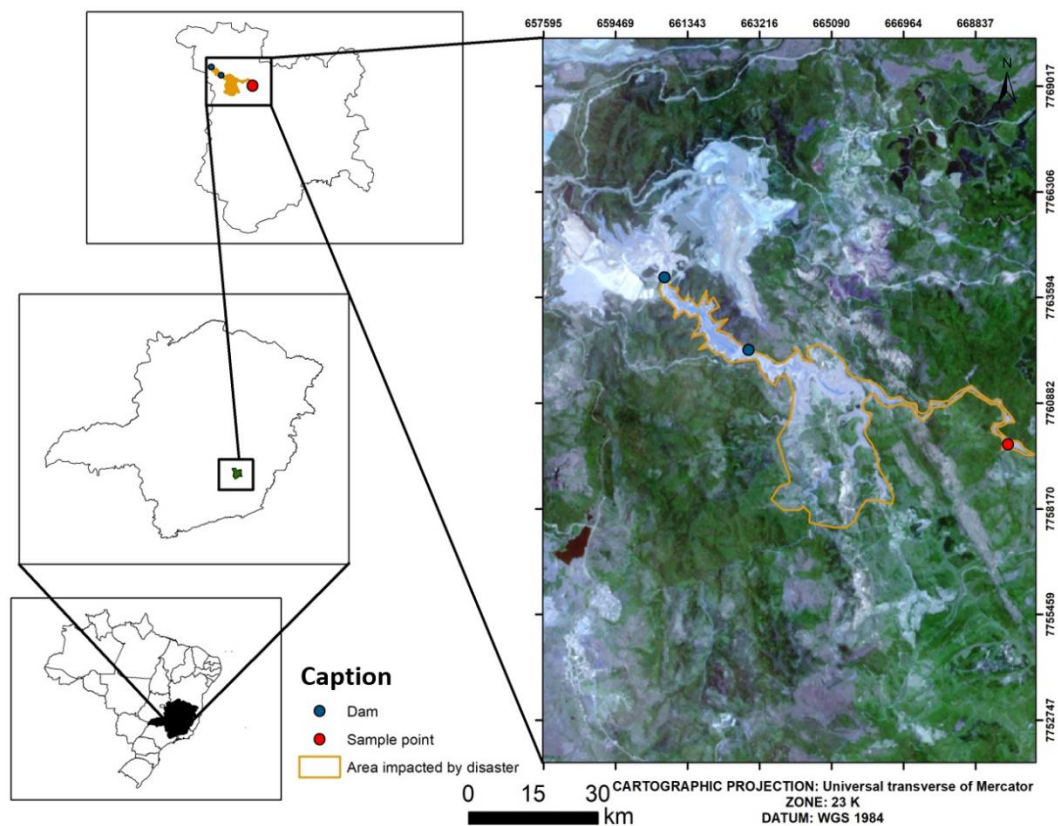 657595 659469 661343 663216 665090 666964 668837
N
7769017
7766306
7763594
7760882
7758170
7755459
7752747
Caption
Dam
Sample point
Area impacted by disaster
0 15 30
km
CARTOGRAPHIC PROJECTION: Universal transverse of Mercator
ZONE: 23 K
DATUM: WGS 1984